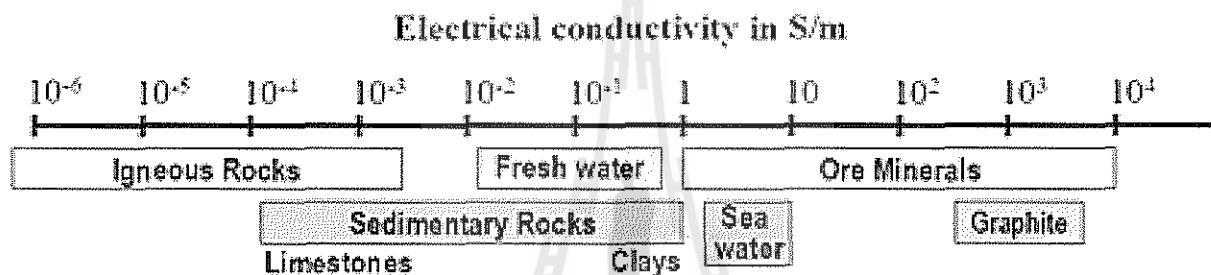 Electrical conductivity in S/m
10⁻⁶ 10⁻⁵ 10⁻⁴ 10⁻³ 10⁻² 10⁻¹ 1 10 10² 10³ 10⁴
Igneous Rocks Fresh water Ore Minerals
Sedimentary Rocks Sea water Graphite
Limestones Clays